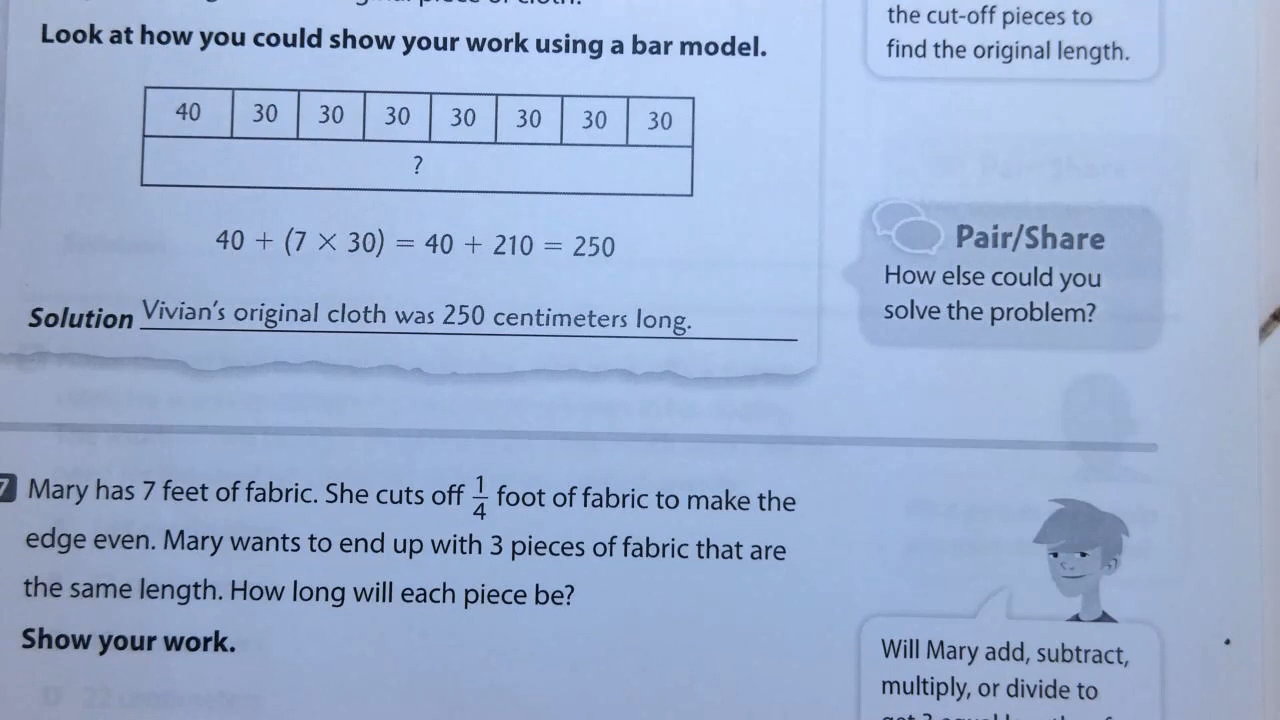 Look at how you could show your work using a bar model.
40 30 30 30 30 30 30 30
?
40 + (7 × 30) = 40 + 210 = 250
Solution Vivian's original cloth was 250 centimeters long.
the cut-off pieces to
find the original length.
Pair/Share
How else could you
solve the problem?
7 Mary has 7 feet of fabric. She cuts off 1/4 foot of fabric to make the
edge even. Mary wants to end up with 3 pieces of fabric that are
the same length. How long will each piece be?
Show your work.
Will Mary add, subtract,
multiply, or divide to